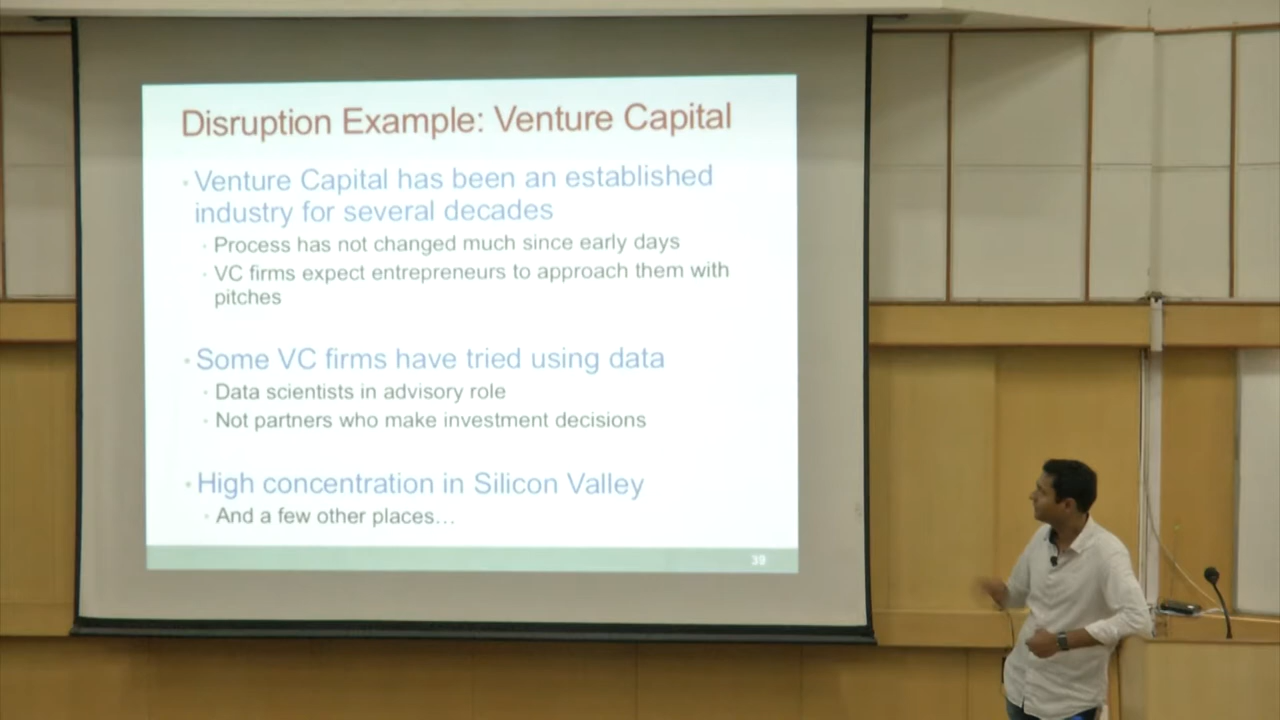 Disruption Example: Venture Capital
• Venture Capital has been an established
industry for several decades
• Process has not changed much since early days
• VC firms expect entrepreneurs to approach them with
pitches
• Some VC firms have tried using data
• Data scientists in advisory role
• Not partners who make investment decisions
• High concentration in Silicon Valley
• And a few other places...
39